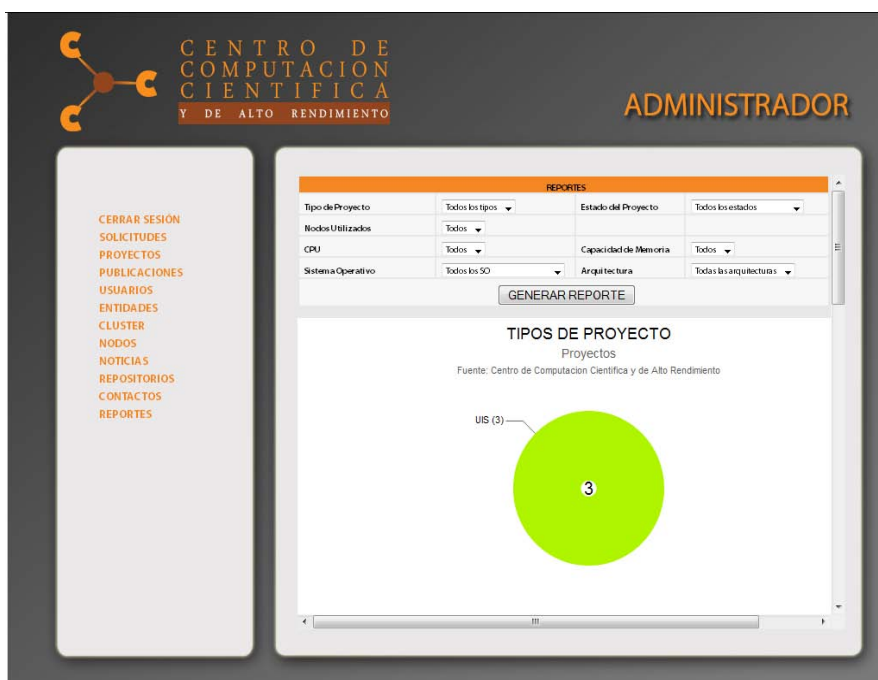 CENTRO DE
COMPUTACION
CIENTIFICA
Y DE ALTO RENDIMIENTO
ADMINISTRADOR
CERRAR SESIÓN
SOLICITUDES
PROYECTOS
PUBLICACIONES
USUARIOS
ENTIDADES
CLUSTER
NODOS
NOTICIAS
REPOSITORIOS
CONTACTOS
REPORTES
REPORTES
Tipo de Proyecto Todos los tipos Estado del Proyecto Todos los estados
Nodos Utilizados Todos
CPU Todos Capacidad de Memoria Todos
Sistema Operativo Todos los SO Arquitectura Todas las arquitecturas
GENERAR REPORTE
TIPOS DE PROYECTO
Proyectos
Fuente: Centro de Computacion Cientifica y de Alto Rendimiento
UIS (3)
3